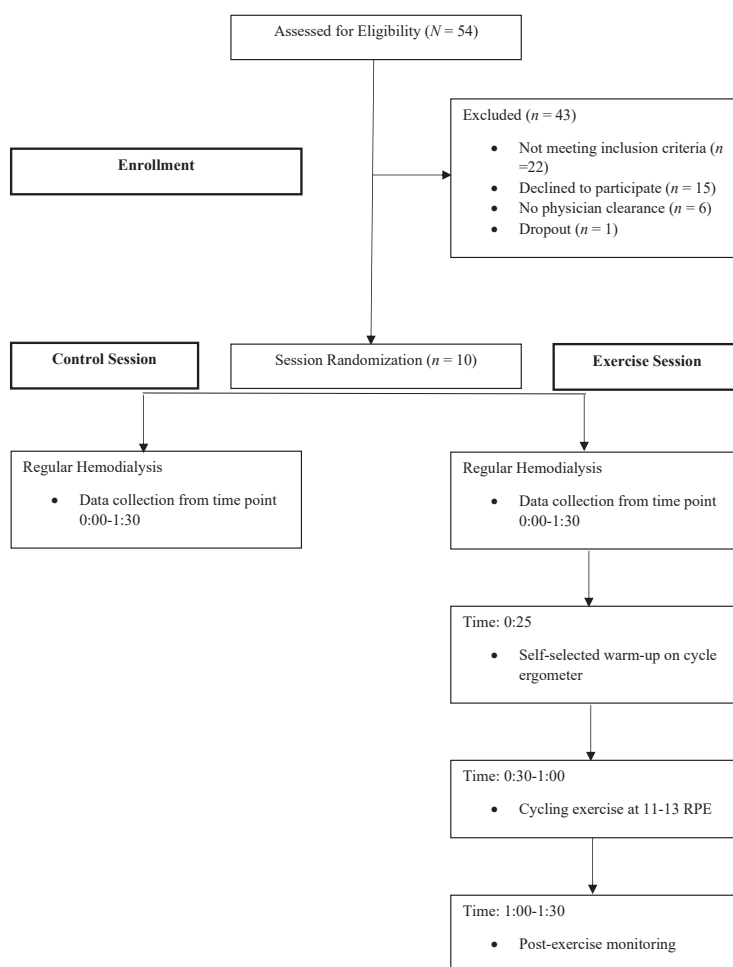 Assessed for Eligibility (N = 54)
Excluded (n = 43)
• Not meeting inclusion criteria (n
=22)
• Declined to participate (n = 15)
• No physician clearance (n = 6)
• Dropout (n = 1)
Enrollment
Control Session
Session Randomization (n = 10)
Exercise Session
Regular Hemodialysis
• Data collection from time point
0:00-1:30
Regular Hemodialysis
• Data collection from time point
0:00-1:30
Time: 0:25
• Self-selected warm-up on cycle
ergometer
Time: 0:30-1:00
• Cycling exercise at 11-13 RPE
Time: 1:00-1:30
• Post-exercise monitoring